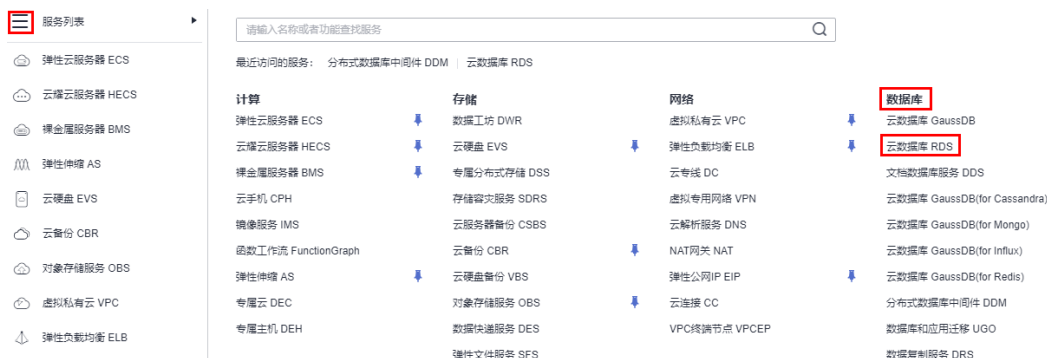 服务列表
弹性云服务器 ECS
云耀云服务器 HECS
裸金属服务器 BMS
弹性伸缩 AS
云硬盘 EVS
云备份 CBR
对象存储服务 OBS
虚拟私有云 VPC
弹性负载均衡 ELB
请输入名称或者功能查找服务
最近访问的服务： 分布式数据库中间件 DDM | 云数据库 RDS
计算
弹性云服务器 ECS
云耀云服务器 HECS
裸金属服务器 BMS
云手机 CPH
镜像服务 IMS
函数工作流 FunctionGraph
弹性伸缩 AS
专属云 DEC
专属主机 DEH
存储
数据工坊 DWR
云硬盘 EVS
专属分布式存储 DSS
存储容灾服务 SDRS
云服务器备份 CSBS
云备份 CBR
云硬盘备份 VBS
对象存储服务 OBS
数据快递服务 DES
弹性文件服务 SFS
网络
虚拟私有云 VPC
弹性负载均衡 ELB
云专线 DC
虚拟专用网络 VPN
云解析服务 DNS
NAT网关 NAT
弹性公网IP EIP
云连接 CC
VPC终端节点 VPCEP
数据库
云数据库 GaussDB
云数据库 RDS
文档数据库服务 DDS
云数据库 GaussDB(for Cassandra)
云数据库 GaussDB(for Mongo)
云数据库 GaussDB(for Influx)
云数据库 GaussDB(for Redis)
分布式数据库中间件 DDM
数据库和应用迁移 UGO
数据复制服务 DRS